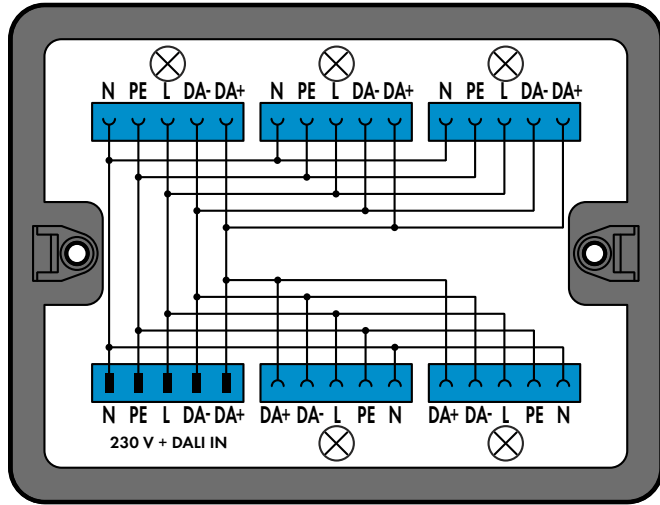 N PE L DA- DA+ N PE L DA- DA+ N PE L DA- DA+
N PE L DA- DA+ DA+ DA- L PE N DA+ DA- L PE N
230 V + DALI IN